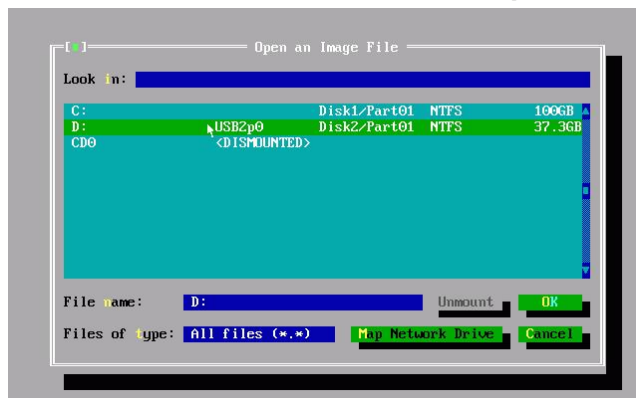 Open an Image File
Look in:
C: Disk1/Part01 NTFS 100GB
D: USB2p0 Disk2/Part01 NTFS 37.3GB
CD0 <DISMOUNTED>
File name: D: Unmount OK
Files of type: All files (*.*) Map Network Drive Cancel